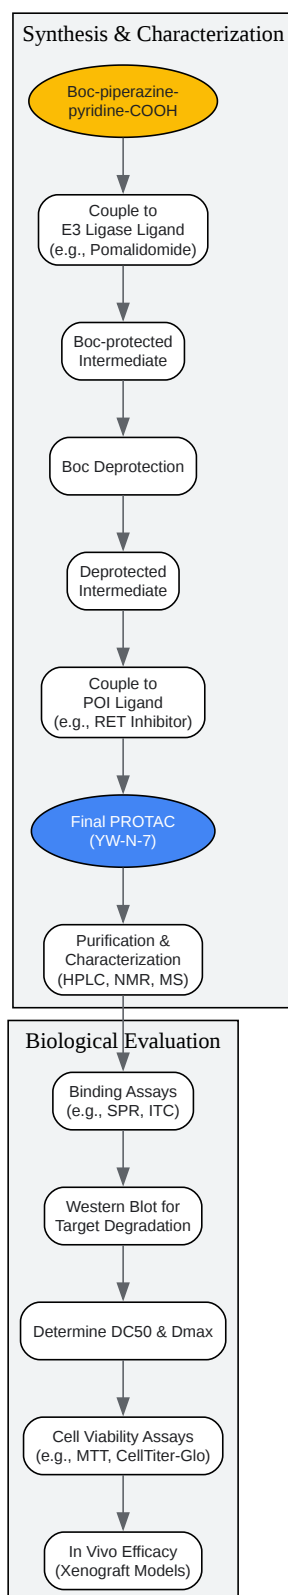 Synthesis & Characterization
Boc-piperazine-
pyridine-COOH
Couple to
E3 Ligase Ligand
(e.g., Pomalidomide)
Boc-protected
Intermediate
Boc Deprotection
Deprotected
Intermediate
Couple to
POI Ligand
(e.g., RET Inhibitor)
Final PROTAC
(YW-N-7)
Purification &
Characterization
(HPLC, NMR, MS)
Biological Evaluation
Binding Assays
(e.g., SPR, ITC)
Western Blot for
Target Degradation
Determine DC50 & Dmax
Cell Viability Assays
(e.g., MTT, CellTiter-Glo)
In Vivo Efficacy
(Xenograft Models)